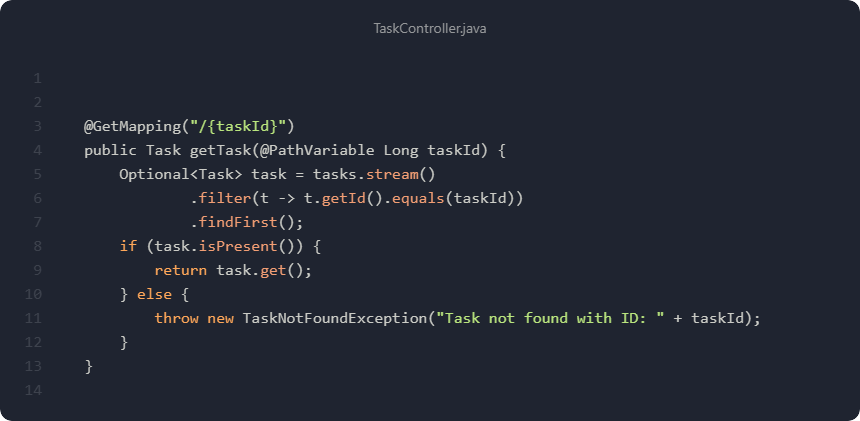 TaskController.java
1
2
3 @GetMapping("/{taskId}")
4 public Task getTask(@PathVariable Long taskId) {
5     Optional<Task> task = tasks.stream()
6             .filter(t -> t.getId().equals(taskId))
7             .findFirst();
8     if (task.isPresent()) {
9         return task.get();
10     } else {
11         throw new TaskNotFoundException("Task not found with ID: " + taskId);
12     }
13 }
14